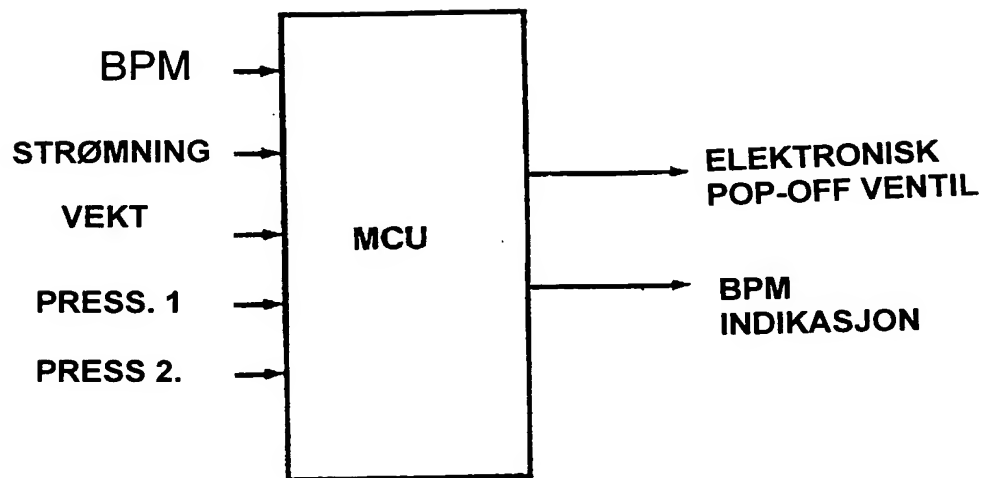 BPM
STRØMNING
VEKT
PRESS. 1
PRESS 2.
MCU
ELEKTRONISK
POP-OFF VENTIL
BPM
INDIKASJON